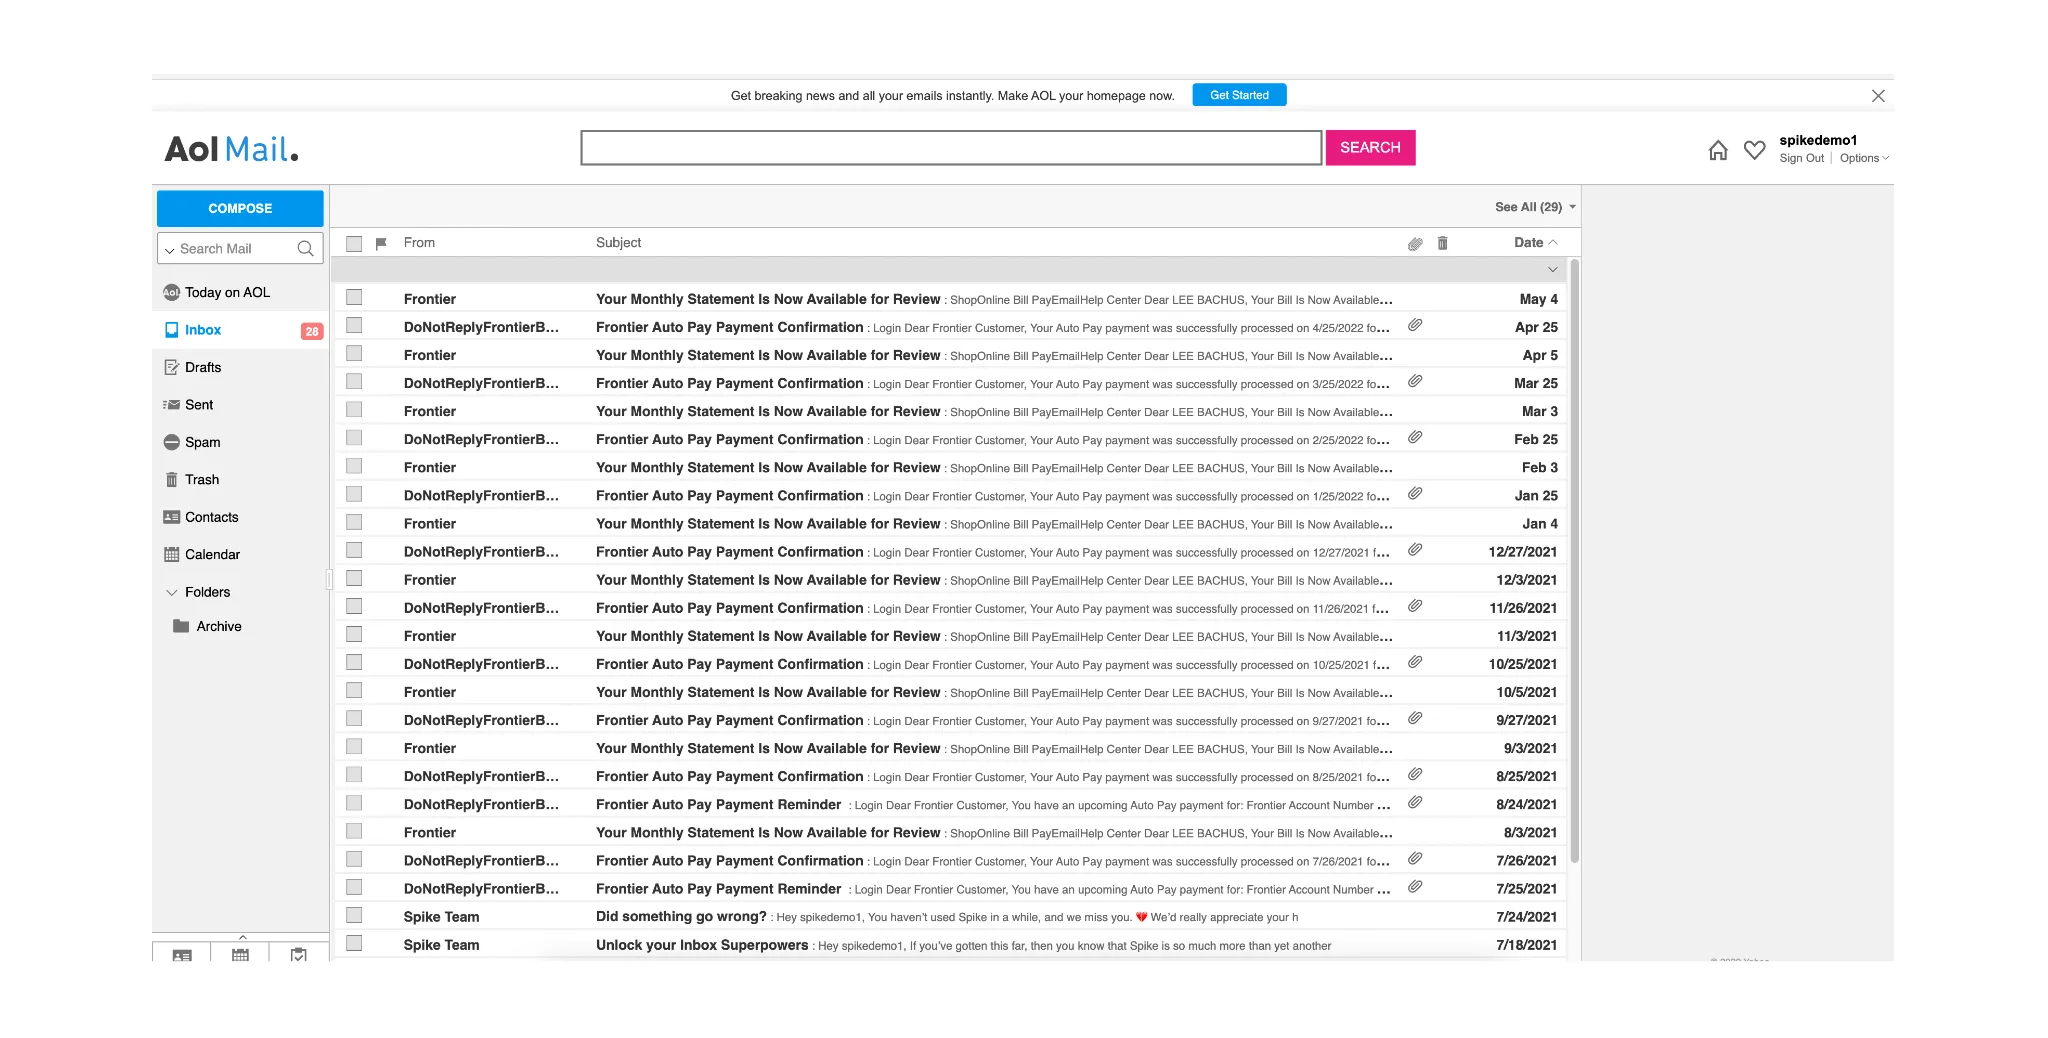 Get breaking news and all your emails instantly. Make AOL your homepage now. Get Started
Aol Mail.
SEARCH
spikedemo1
Sign Out | Options
COMPOSE
See All (29)
Search Mail
From Subject Date
Today on AOL
Inbox 28
Drafts
Sent
Spam
Trash
Contacts
Calendar
Folders
Archive
Frontier Your Monthly Statement Is Now Available for Review : ShopOnline Bill PayEmailHelp Center Dear LEE BACHUS, Your Bill Is Now Available... May 4
DoNotReplyFrontierB... Frontier Auto Pay Payment Confirmation : Login Dear Frontier Customer, Your Auto Pay payment was successfully processed on 4/25/2022 fo... Apr 25
Frontier Your Monthly Statement Is Now Available for Review : ShopOnline Bill PayEmailHelp Center Dear LEE BACHUS, Your Bill Is Now Available... Apr 5
DoNotReplyFrontierB... Frontier Auto Pay Payment Confirmation : Login Dear Frontier Customer, Your Auto Pay payment was successfully processed on 3/25/2022 fo... Mar 25
Frontier Your Monthly Statement Is Now Available for Review : ShopOnline Bill PayEmailHelp Center Dear LEE BACHUS, Your Bill Is Now Available... Mar 3
DoNotReplyFrontierB... Frontier Auto Pay Payment Confirmation : Login Dear Frontier Customer, Your Auto Pay payment was successfully processed on 2/25/2022 fo... Feb 25
Frontier Your Monthly Statement Is Now Available for Review : ShopOnline Bill PayEmailHelp Center Dear LEE BACHUS, Your Bill Is Now Available... Feb 3
DoNotReplyFrontierB... Frontier Auto Pay Payment Confirmation : Login Dear Frontier Customer, Your Auto Pay payment was successfully processed on 1/25/2022 fo... Jan 25
Frontier Your Monthly Statement Is Now Available for Review : ShopOnline Bill PayEmailHelp Center Dear LEE BACHUS, Your Bill Is Now Available... Jan 4
DoNotReplyFrontierB... Frontier Auto Pay Payment Confirmation : Login Dear Frontier Customer, Your Auto Pay payment was successfully processed on 12/27/2021 f... 12/27/2021
Frontier Your Monthly Statement Is Now Available for Review : ShopOnline Bill PayEmailHelp Center Dear LEE BACHUS, Your Bill Is Now Available... 12/3/2021
DoNotReplyFrontierB... Frontier Auto Pay Payment Confirmation : Login Dear Frontier Customer, Your Auto Pay payment was successfully processed on 11/26/2021 f... 11/26/2021
Frontier Your Monthly Statement Is Now Available for Review : ShopOnline Bill PayEmailHelp Center Dear LEE BACHUS, Your Bill Is Now Available... 11/3/2021
DoNotReplyFrontierB... Frontier Auto Pay Payment Confirmation : Login Dear Frontier Customer, Your Auto Pay payment was successfully processed on 10/25/2021 f... 10/25/2021
Frontier Your Monthly Statement Is Now Available for Review : ShopOnline Bill PayEmailHelp Center Dear LEE BACHUS, Your Bill Is Now Available... 10/5/2021
DoNotReplyFrontierB... Frontier Auto Pay Payment Confirmation : Login Dear Frontier Customer, Your Auto Pay payment was successfully processed on 9/27/2021 fo... 9/27/2021
Frontier Your Monthly Statement Is Now Available for Review : ShopOnline Bill PayEmailHelp Center Dear LEE BACHUS, Your Bill Is Now Available... 9/3/2021
DoNotReplyFrontierB... Frontier Auto Pay Payment Confirmation : Login Dear Frontier Customer, Your Auto Pay payment was successfully processed on 8/25/2021 fo... 8/25/2021
DoNotReplyFrontierB... Frontier Auto Pay Payment Reminder : Login Dear Frontier Customer, You have an upcoming Auto Pay payment for: Frontier Account Number ... 8/24/2021
Frontier Your Monthly Statement Is Now Available for Review : ShopOnline Bill PayEmailHelp Center Dear LEE BACHUS, Your Bill Is Now Available... 8/3/2021
DoNotReplyFrontierB... Frontier Auto Pay Payment Confirmation : Login Dear Frontier Customer, Your Auto Pay payment was successfully processed on 7/26/2021 fo... 7/26/2021
DoNotReplyFrontierB... Frontier Auto Pay Payment Reminder : Login Dear Frontier Customer, You have an upcoming Auto Pay payment for: Frontier Account Number ... 7/25/2021
Spike Team Did something go wrong? : Hey spikedemo1, You haven't used Spike in a while, and we miss you. 💔 We'd really appreciate your h 7/24/2021
Spike Team Unlock your Inbox Superpowers : Hey spikedemo1, If you've gotten this far, then you know that Spike is so much more than yet another 7/18/2021